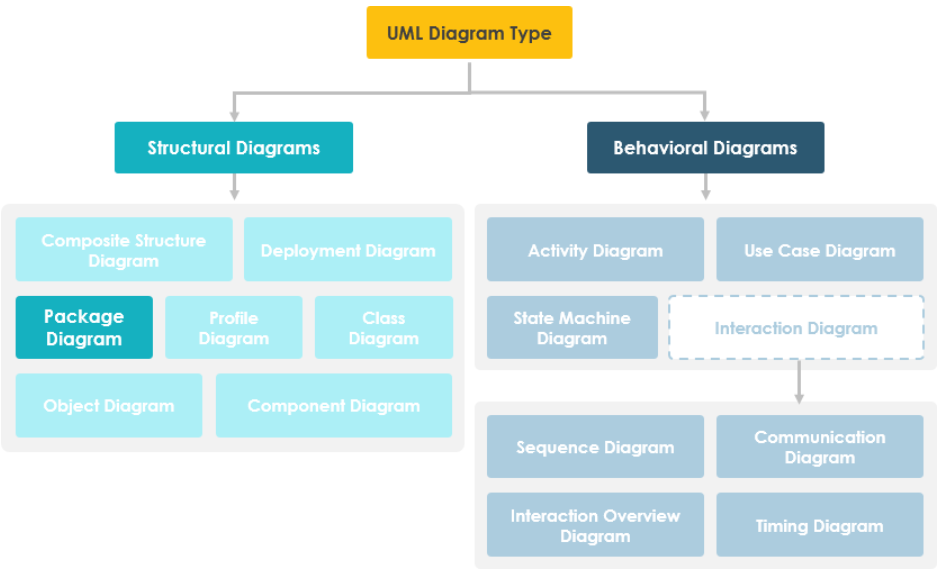 UML Diagram Type
Structural Diagrams
Behavioral Diagrams
Composite Structure
Diagram
Deployment Diagram
Package
Diagram
Profile
Diagram
Class
Diagram
Object Diagram
Component Diagram
Activity Diagram
Use Case Diagram
State Machine
Diagram
Interaction Diagram
Sequence Diagram
Communication
Diagram
Interaction Overview
Diagram
Timing Diagram